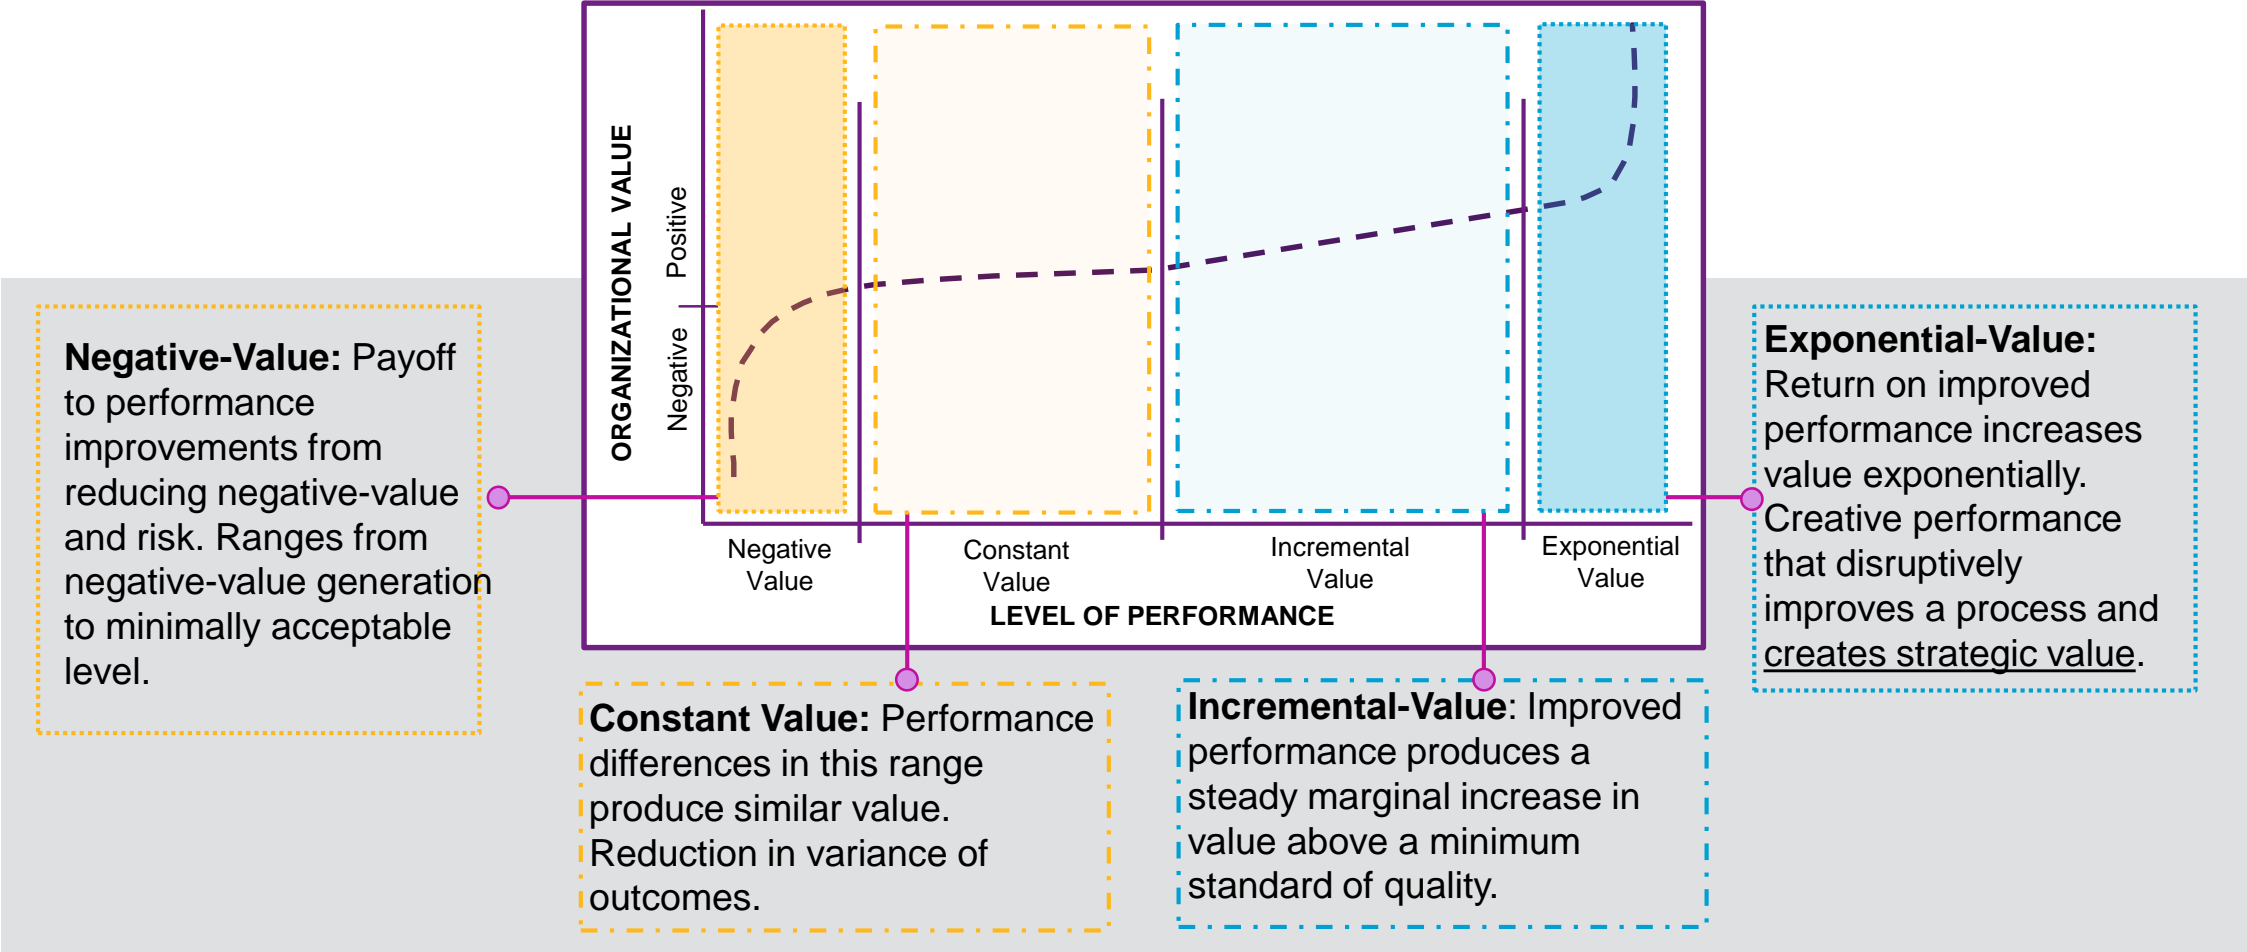 ORGANIZATIONAL VALUE
Positive
Negative
Negative
Value
Constant
Value
Incremental
Value
Exponential
Value
LEVEL OF PERFORMANCE
Negative-Value: Payoff
to performance
improvements from
reducing negative-value
and risk. Ranges from
negative-value generation
to minimally acceptable
level.
Constant Value: Performance
differences in this range
produce similar value.
Reduction in variance of
outcomes.
Incremental-Value: Improved
performance produces a
steady marginal increase in
value above a minimum
standard of quality.
Exponential-Value:
Return on improved
performance increases
value exponentially.
Creative performance
that disruptively
improves a process and
creates strategic value.